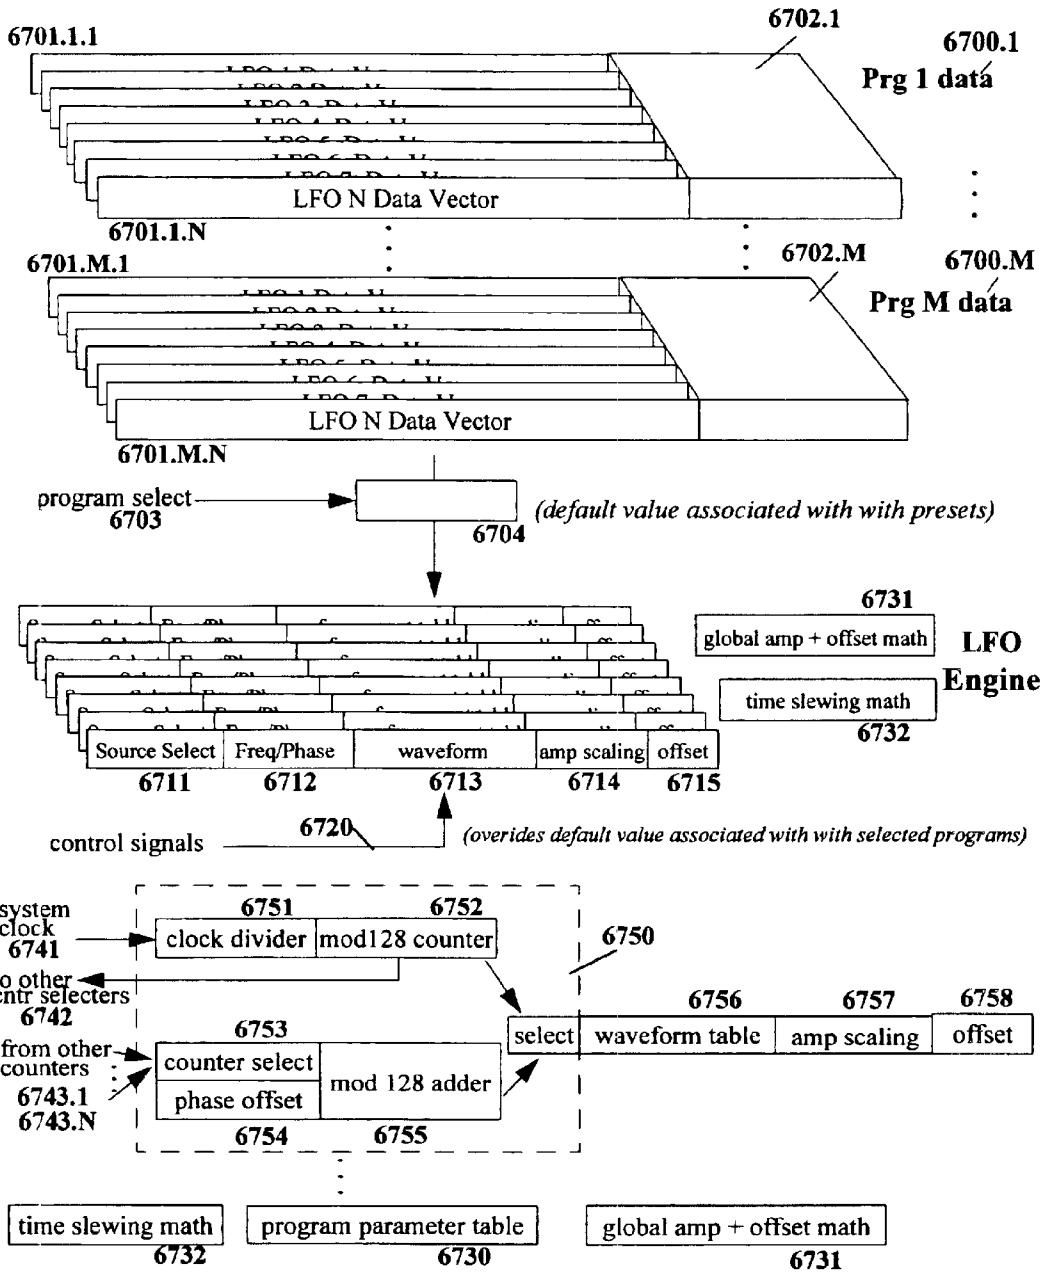 6702.1
6701.1.1
6700.1
Prg 1 data
LFO N Data Vector
6701.1.N
6702.M
6700.M
6701.M.1
Prg M data
LFO N Data Vector
6701.M.N
program select
6703
6704
(default value associated with with presets)
6731
global amp + offset math
LFO
Engine
time slewing math
6732
Source Select Freq/Phase waveform amp scaling offset
6711 6712 6713 6714 6715
6720
control signals
(overides default value associated with with selected programs)
system
clock
6741
6751 6752
clock divider mod128 counter
6750
o other
cntr selecters
6742
6753
6756 6757 6758
select waveform table amp scaling offset
from other
counters
6743.1
6743.N
counter select
phase offset
mod 128 adder
6754 6755
time slewing math program parameter table global amp + offset math
6732 6730 6731